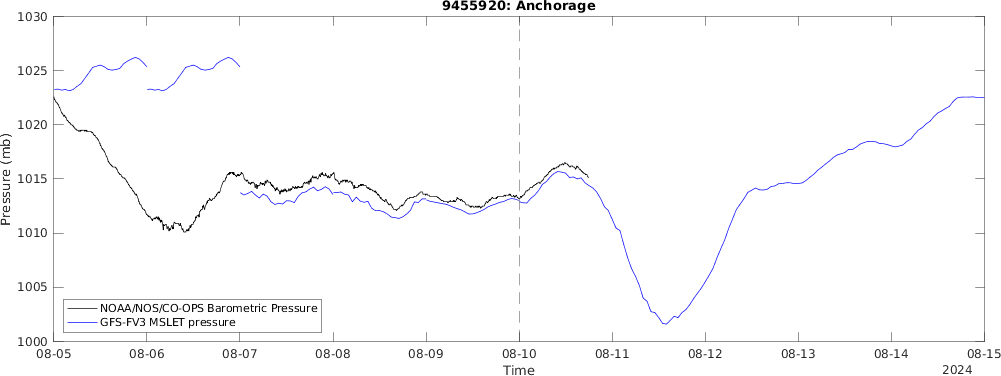 9455920: Anchorage
1030
1025
1020
1015
1010
1005
1000
Pressure (mb)
NOAA/NOS/CO-OPS Barometric Pressure
GFS-FV3 MSLET pressure
08-05 08-06 08-07 08-08 08-09 08-10 08-11 08-12 08-13 08-14 08-15
Time
2024